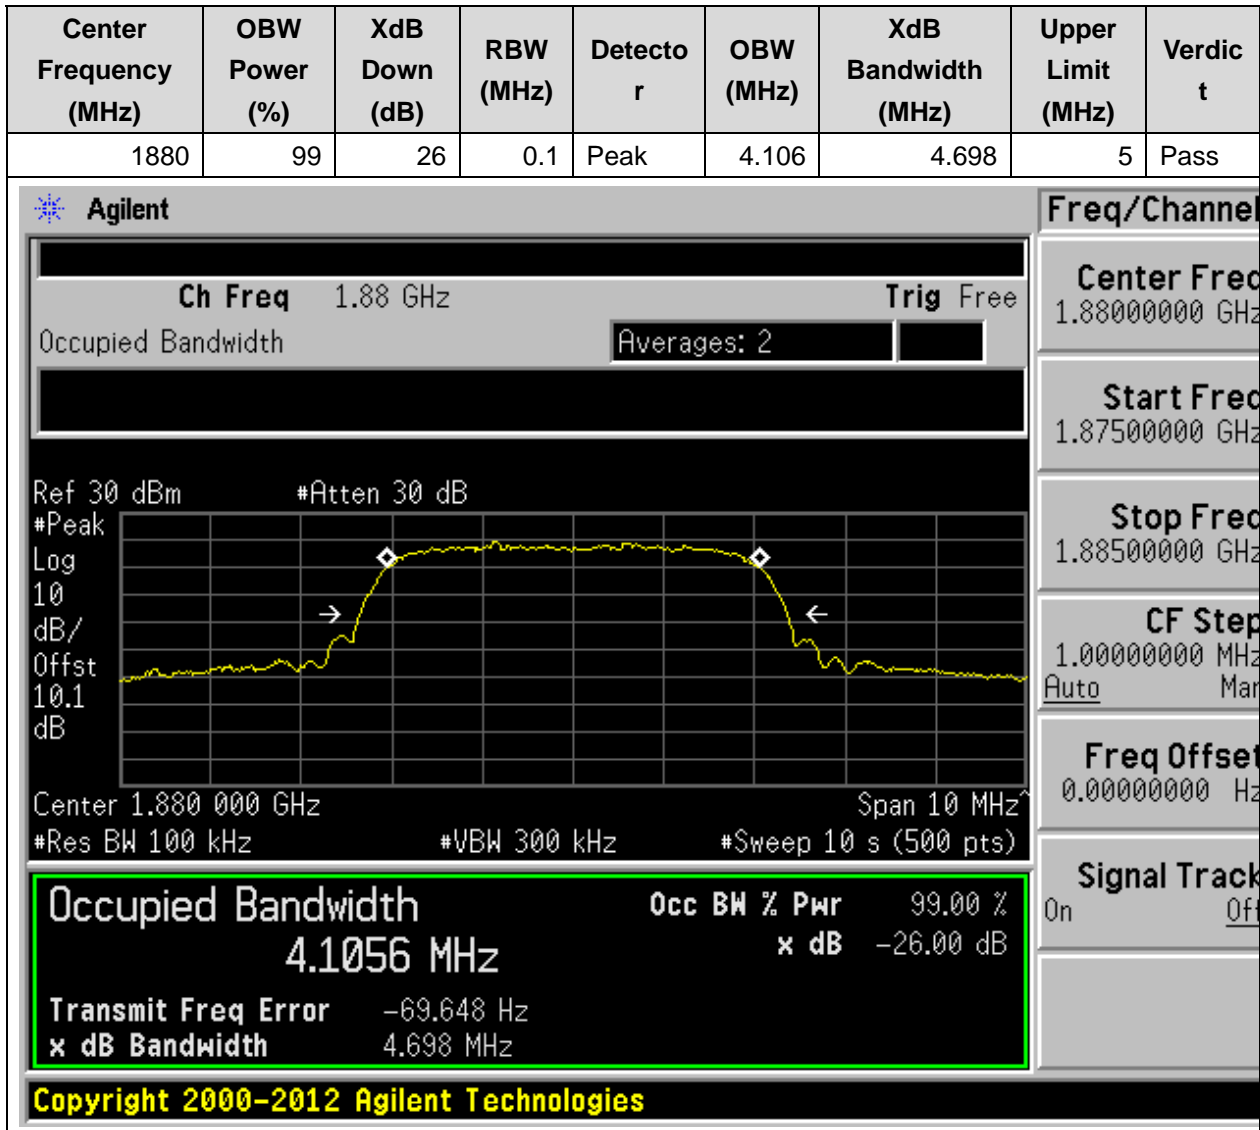 Center Frequency (MHz) OBW Power (%) XdB Down (dB) RBW (MHz) Detecto r OBW (MHz) XdB Bandwidth (MHz) Upper Limit (MHz) Verdic t
1880 99 26 0.1 Peak 4.106 4.698 5 Pass
Agilent
Ch Freq 1.88 GHz Trig Free
Occupied Bandwidth Averages: 2
Ref 30 dBm #Atten 30 dB
#Peak
Log
10
dB/
Offst
10.1
dB
Center 1.880 000 GHz Span 10 MHz^
#Res BW 100 kHz #VBW 300 kHz #Sweep 10 s (500 pts)
Occupied Bandwidth Occ BW % Pwr 99.00 %
4.1056 MHz x dB -26.00 dB
Transmit Freq Error -69.648 Hz
x dB Bandwidth 4.698 MHz
Copyright 2000-2012 Agilent Technologies
Freq/Channel
Center Freq
1.88000000 GHz
Start Freq
1.87500000 GHz
Stop Freq
1.88500000 GHz
CF Step
1.00000000 MHz
Auto Man
Freq Offset
0.00000000 Hz
Signal Track
On Off